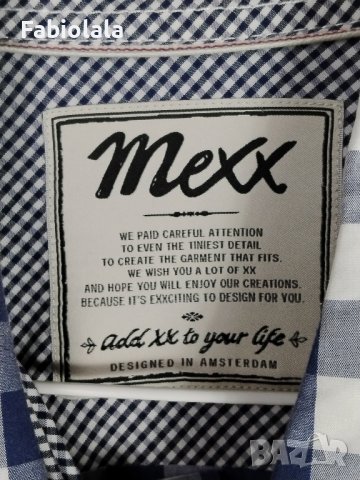 Fabiolala
mexx
WE PAID CAREFUL ATTENTION
TO EVEN THE TINIEST DETAIL
TO CREATE THE GARMENT THAT FITS.
WE WISH YOU A LOT OF XX
AND HOPE YOU WILL ENJOY OUR CREATIONS.
BECAUSE IT'S EXXCITING TO DESIGN FOR YOU.
add XX to your life
DESIGNED IN AMSTERDAM
BAZAR